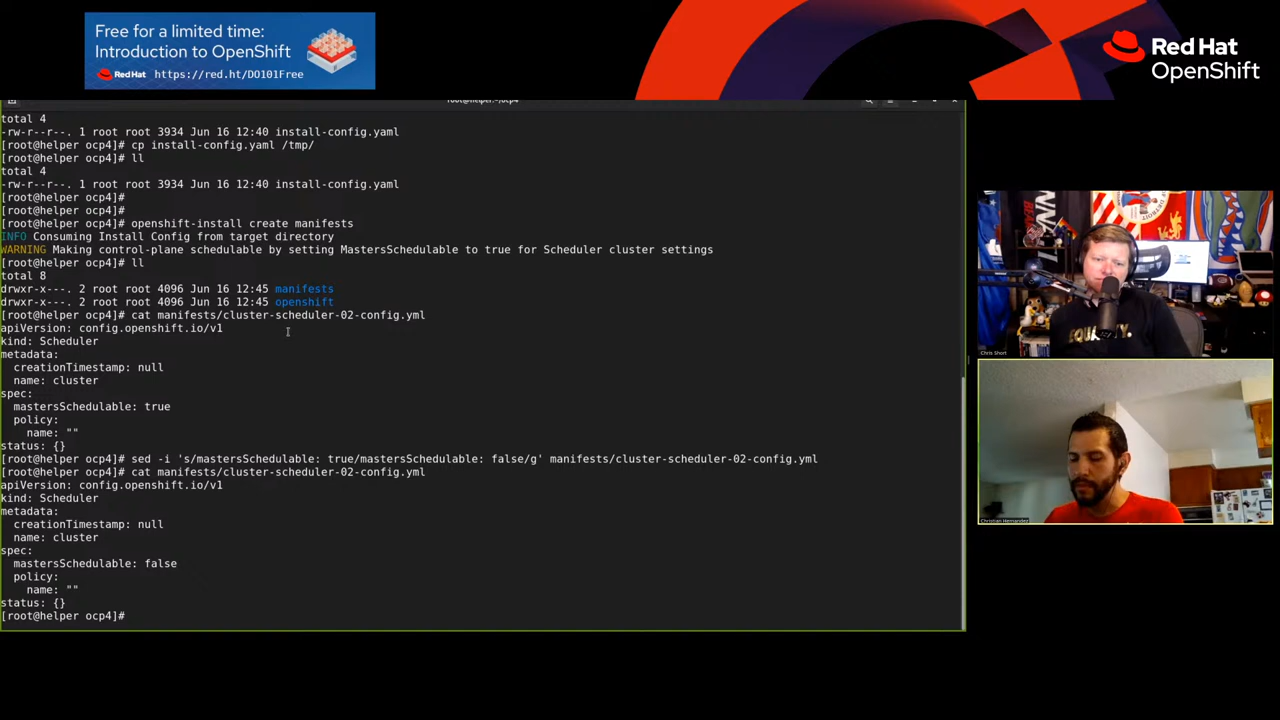 Free for a limited time:
Introduction to OpenShift
Red Hat https://red.ht/DO101Free
Red Hat
OpenShift
root@helper:~/ocp4
total 4
-rw-r--r--. 1 root root 3934 Jun 16 12:40 install-config.yaml
[root@helper ocp4]# cp install-config.yaml /tmp/
[root@helper ocp4]# ll
total 4
-rw-r--r--. 1 root root 3934 Jun 16 12:40 install-config.yaml
[root@helper ocp4]#
[root@helper ocp4]#
[root@helper ocp4]# openshift-install create manifests
INFO Consuming Install Config from target directory
WARNING Making control-plane schedulable by setting MastersSchedulable to true for Scheduler cluster settings
[root@helper ocp4]# ll
total 8
drwxr-x---. 2 root root 4096 Jun 16 12:45 manifests
drwxr-x---. 2 root root 4096 Jun 16 12:45 openshift
[root@helper ocp4]# cat manifests/cluster-scheduler-02-config.yml
apiVersion: config.openshift.io/v1
kind: Scheduler
metadata:
  creationTimestamp: null
  name: cluster
spec:
  mastersSchedulable: true
  policy:
    name: ""
status: {}
[root@helper ocp4]# sed -i 's/mastersSchedulable: true/mastersSchedulable: false/g' manifests/cluster-scheduler-02-config.yml
[root@helper ocp4]# cat manifests/cluster-scheduler-02-config.yml
apiVersion: config.openshift.io/v1
kind: Scheduler
metadata:
  creationTimestamp: null
  name: cluster
spec:
  mastersSchedulable: false
  policy:
    name: ""
status: {}
[root@helper ocp4]#
Chris Short
Christian Hernandez